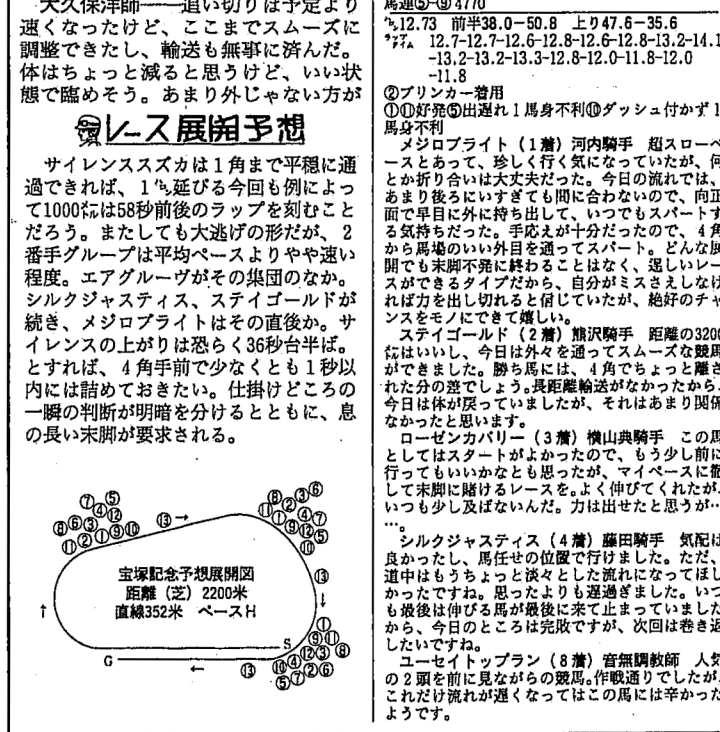 大久保洋師――追い切りは予定より
速くなったけど、ここまでスムーズに
調整できたし、輸送も無事に済んだ。
体はちょっと減ると思うけど、いい状
態で臨めそう。あまり外じゃない方が
レース展開予想
サイレンススズカは1角まで平穏に通
過できれば、1㌔延びる今回も例によっ
て1000㍍は58秒前後のラップを刻むこと
だろう。またしても大逃げの形だが、2
番手グループは平均ペースよりやや速い
程度。エアグルーヴがその集団のなか。
シルクジャスティス、ステイゴールドが
続き、メジロブライトはその直後か。サ
イレンスの上がりは恐らく36秒台半ば。
とすれば、4角手前で少なくとも1秒以
内には詰めておきたい。仕掛けどころの
一瞬の判断が明暗を分けるとともに、息
の長い末脚が要求される。
⑦⑤
⑧⑥③④⑫
⑪②①⑨⑩
⑬→
⑧②③⑥
⑪①④⑦
⑨⑫⑤
⑩
⑬
↓
宝塚記念予想展開図
距離(芝)2200米
直線352米 ペースH
↑
S
G
←
⑬
①
⑨⑪
⑫③⑧
⑩④②⑥
⑤⑦
馬連⑤-⑨4770
㌔12.73 前半38.0-50.8 上り47.6-35.6
12.7-12.7-12.6-12.8-12.6-12.8-13.2-14.1
-13.2-13.2-13.3-12.8-12.0-11.8-12.0
-11.8
②ブリンカー着用
①⑪好発⑤出遅れ1馬身不利⑩ダッシュ付かず1
馬身不利
メジロブライト(1着)河内騎手 超スローペ
ースとあって、珍しく行く気になっていたが、何
とか折り合いは大丈夫だった。今日の流れでは、
あまり後ろにいすぎても間に合わないので、向正
面で早目に外に持ち出して、いつでもスパートす
る気持ちだった。手応えが十分だったので、4角
から馬場のいい外目を通ってスパート。どんな展
開でも末脚不発に終わることはなく、逞しいレー
スができるタイプだから、自分がミスさえしなけ
れば力を出し切れると信じていたが、絶好のチャ
ンスをモノにできて嬉しい。
ステイゴールド(2着)熊沢騎手 距離の3200
㍍はいいし、今日は外々を通ってスムーズな競馬
ができました。勝ち馬には、4角でちょっと離さ
れた分の差でしょう。長距離輸送がなかったから、
今日は体が戻っていましたが、それはあまり関係
なかったと思います。
ローゼンカバリー(3着)横山典騎手 この馬
としてはスタートがよかったので、もう少し前に
行ってもいいかなとも思ったが、マイペースに徹
して末脚に賭けるレースを。よく伸びてくれたが、
いつも少し及ばないんだ。力は出せたと思うが…
…。
シルクジャスティス(4着)藤田騎手 気配は
良かったし、馬任せの位置で行けました。ただ、
道中はもうちょっと淡々とした流れになってほし
かったですね。思ったよりも遅過ぎました。いつ
も最後は伸びる馬が最後に来て止まっていました
から、今日のところは完敗ですが、次回は巻き返
したいですね。
ユーセイトップラン(8着)音無調教師 人気
の2頭を前に見ながらの競馬。作戦通りでしたが、
これだけ流れが遅くなってはこの馬には辛かった
ようです。